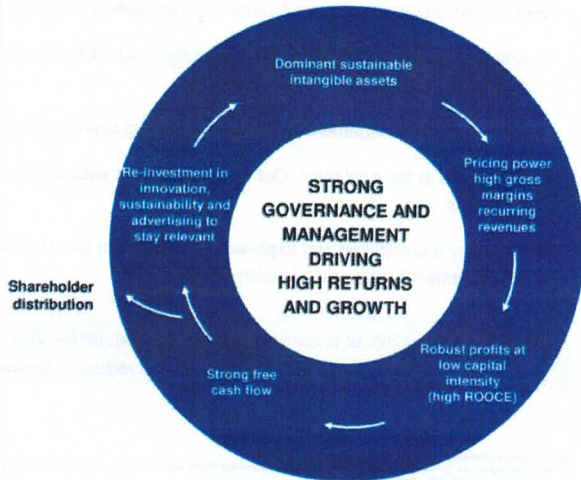 Dominant sustainable
intangible assets
Pricing power
high gross
margins
recurring
revenues
Robust profits at
low capital
intensity
(high ROOCE)
Strong free
cash flow
Shareholder
distribution
Re-investment in
innovation,
sustainability and
advertising to
stay relevant
STRONG
GOVERNANCE AND
MANAGEMENT
DRIVING
HIGH RETURNS
AND GROWTH